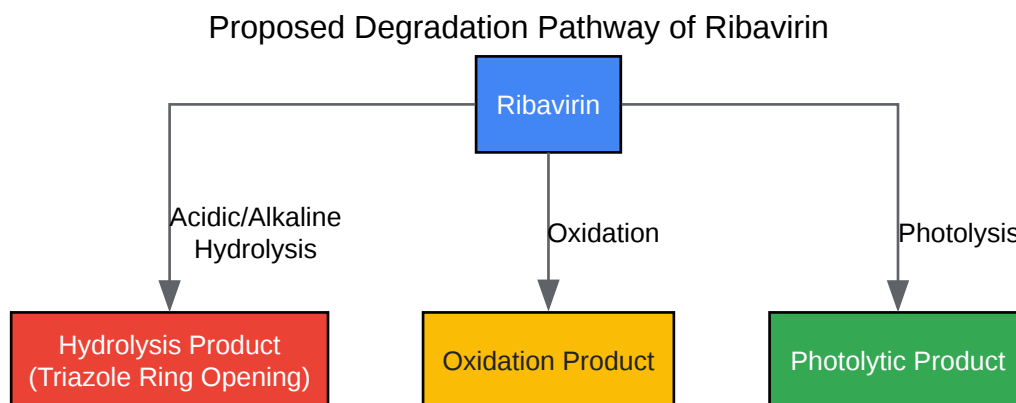 Proposed Degradation Pathway of Ribavirin
Ribavirin
Acidic/Alkaline
Hydrolysis
Oxidation
Photolysis
Hydrolysis Product
(Triazole Ring Opening)
Oxidation Product
Photolytic Product